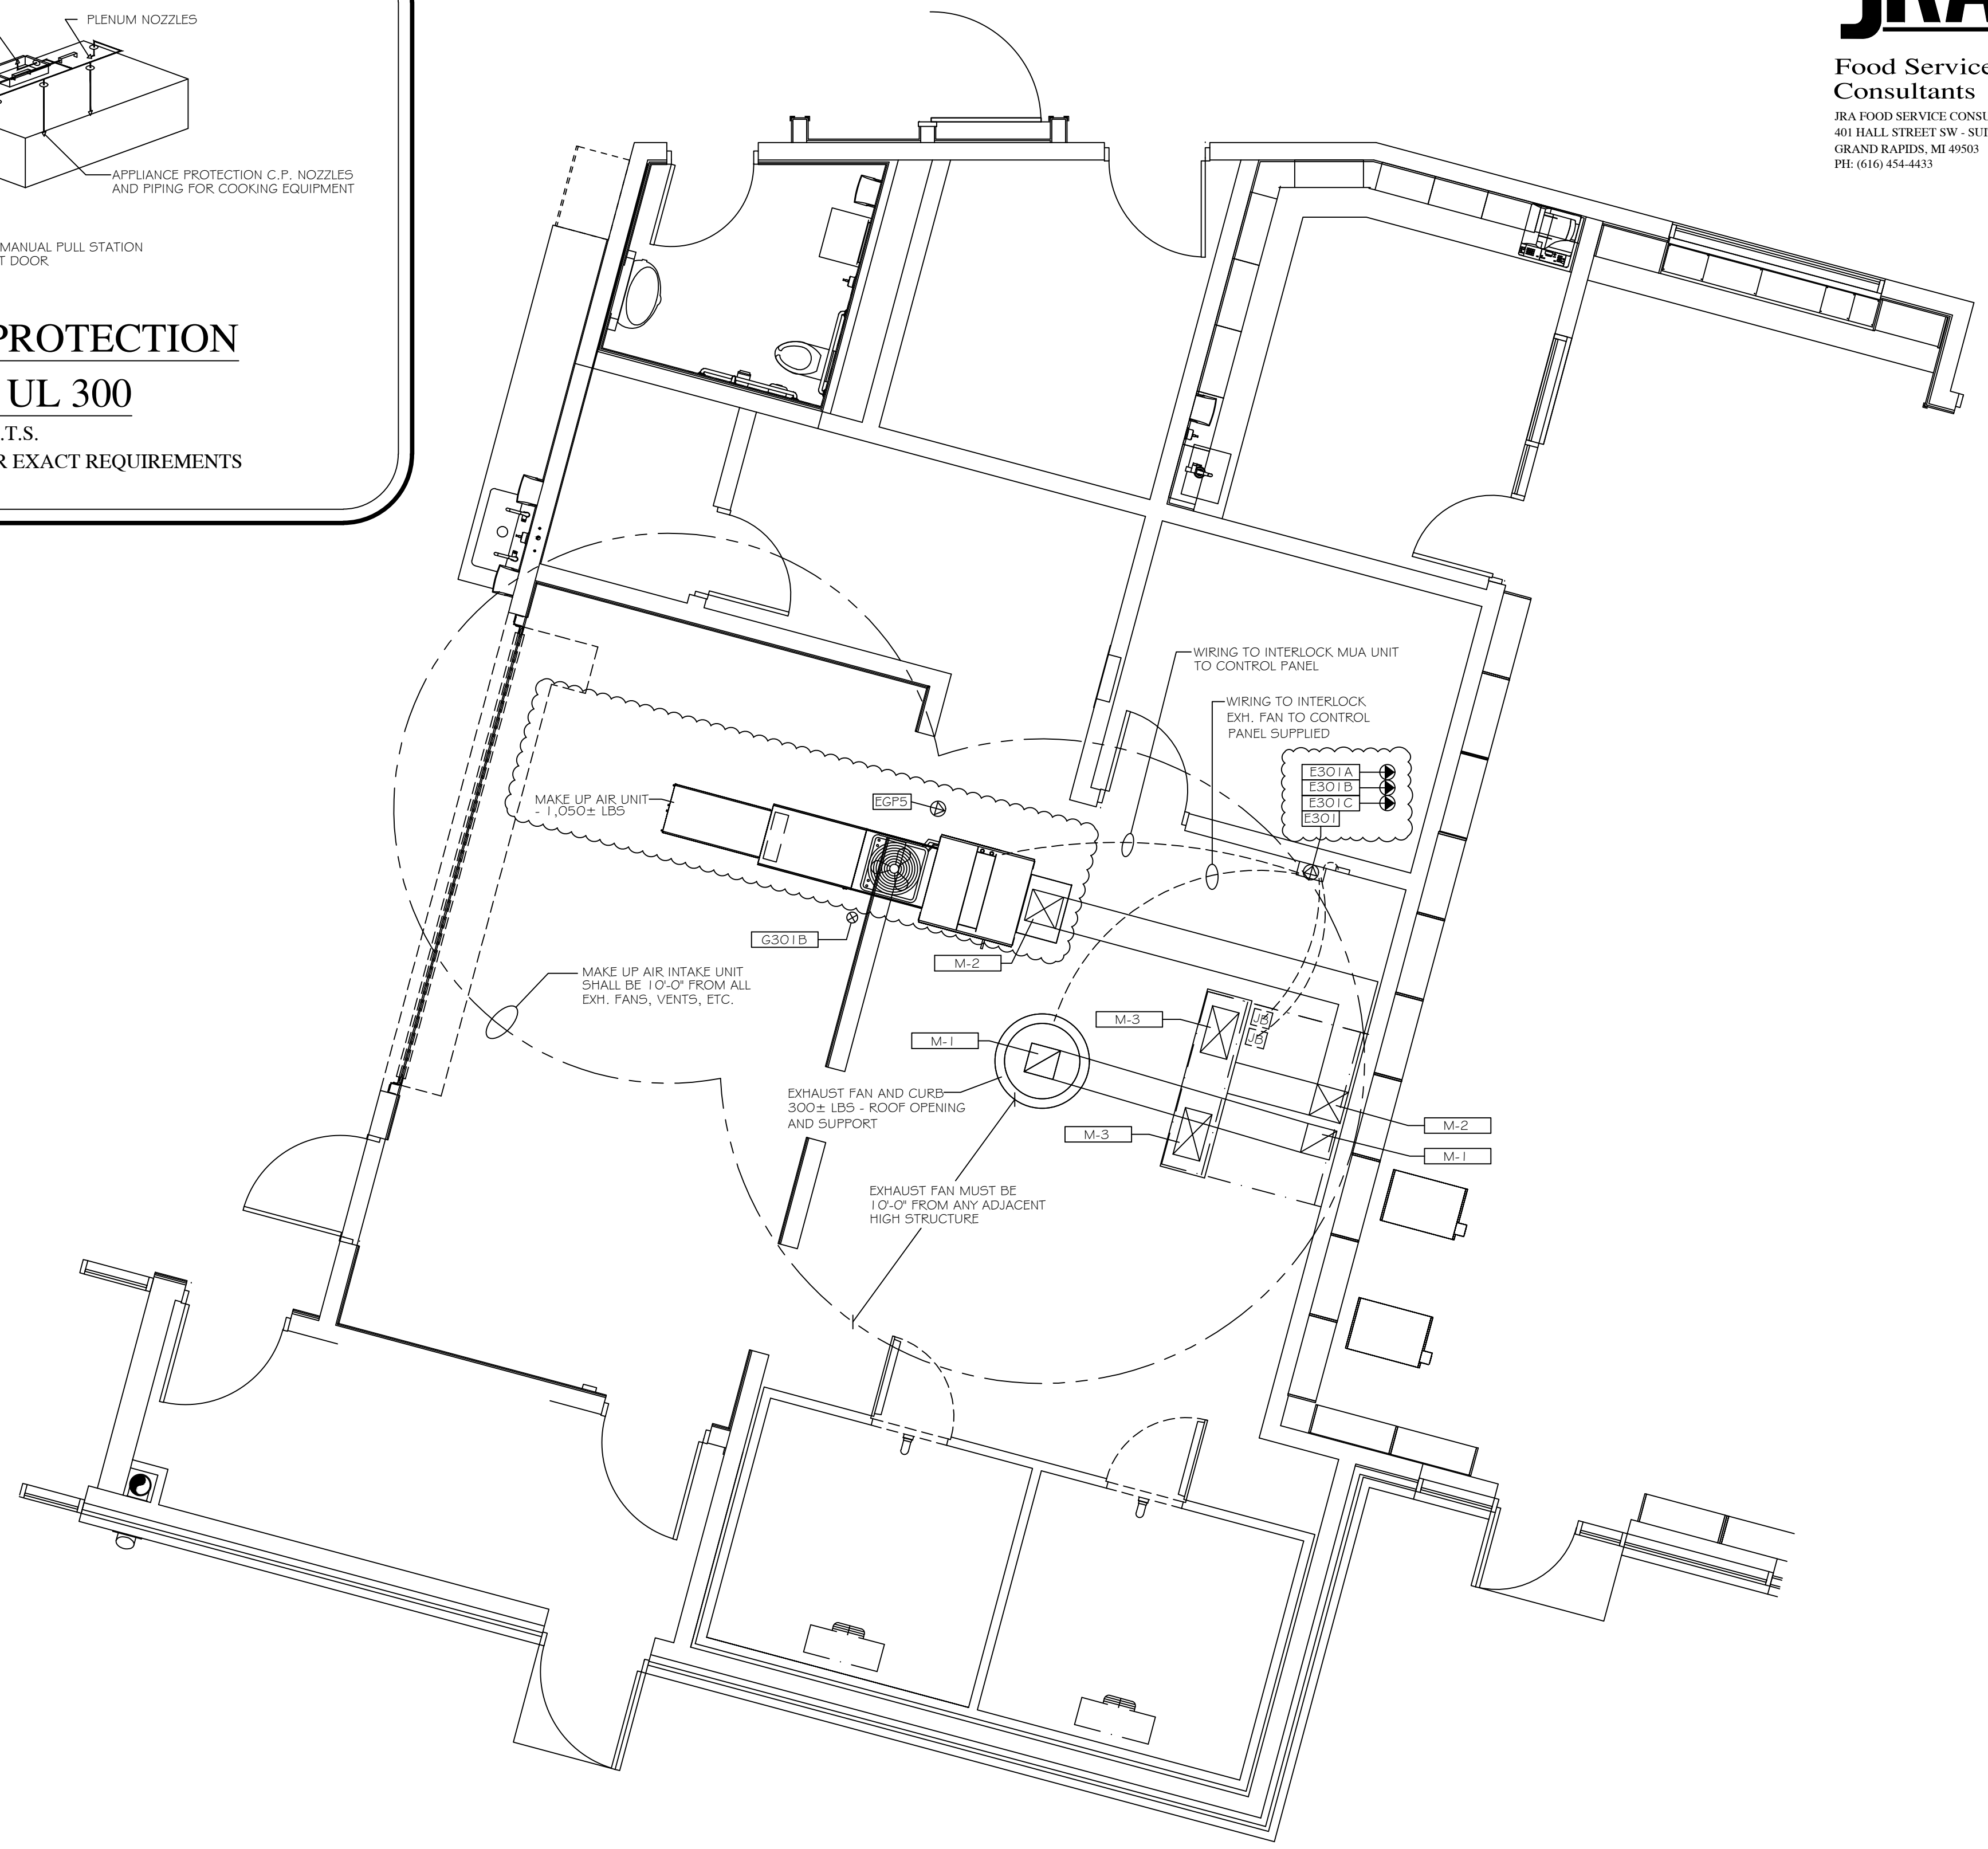 PLENUM NOZZLES
APPLIANCE PROTECTION C.P. NOZZLES
AND PIPING FOR COOKING EQUIPMENT
MANUAL PULL STATION
T DOOR
PROTECTION
UL 300
.T.S.
R EXACT REQUIREMENTS
JRA
Food Service
Consultants
JRA FOOD SERVICE CONSU
401 HALL STREET SW - SUI
GRAND RAPIDS, MI 49503
PH: (616) 454-4433
WIRING TO INTERLOCK MUA UNIT
TO CONTROL PANEL
WIRING TO INTERLOCK
EXH. FAN TO CONTROL
PANEL SUPPLIED
E301A
E301B
E301C
E301
MAKE UP AIR UNIT
- 1,050± LBS
EGP5
G301B
M-2
MAKE UP AIR INTAKE UNIT
SHALL BE 10'-0" FROM ALL
EXH. FANS, VENTS, ETC.
M-3
JB
JB
M-1
EXHAUST FAN AND CURB
300± LBS - ROOF OPENING
AND SUPPORT
M-3
M-2
M-1
EXHAUST FAN MUST BE
10'-0" FROM ANY ADJACENT
HIGH STRUCTURE